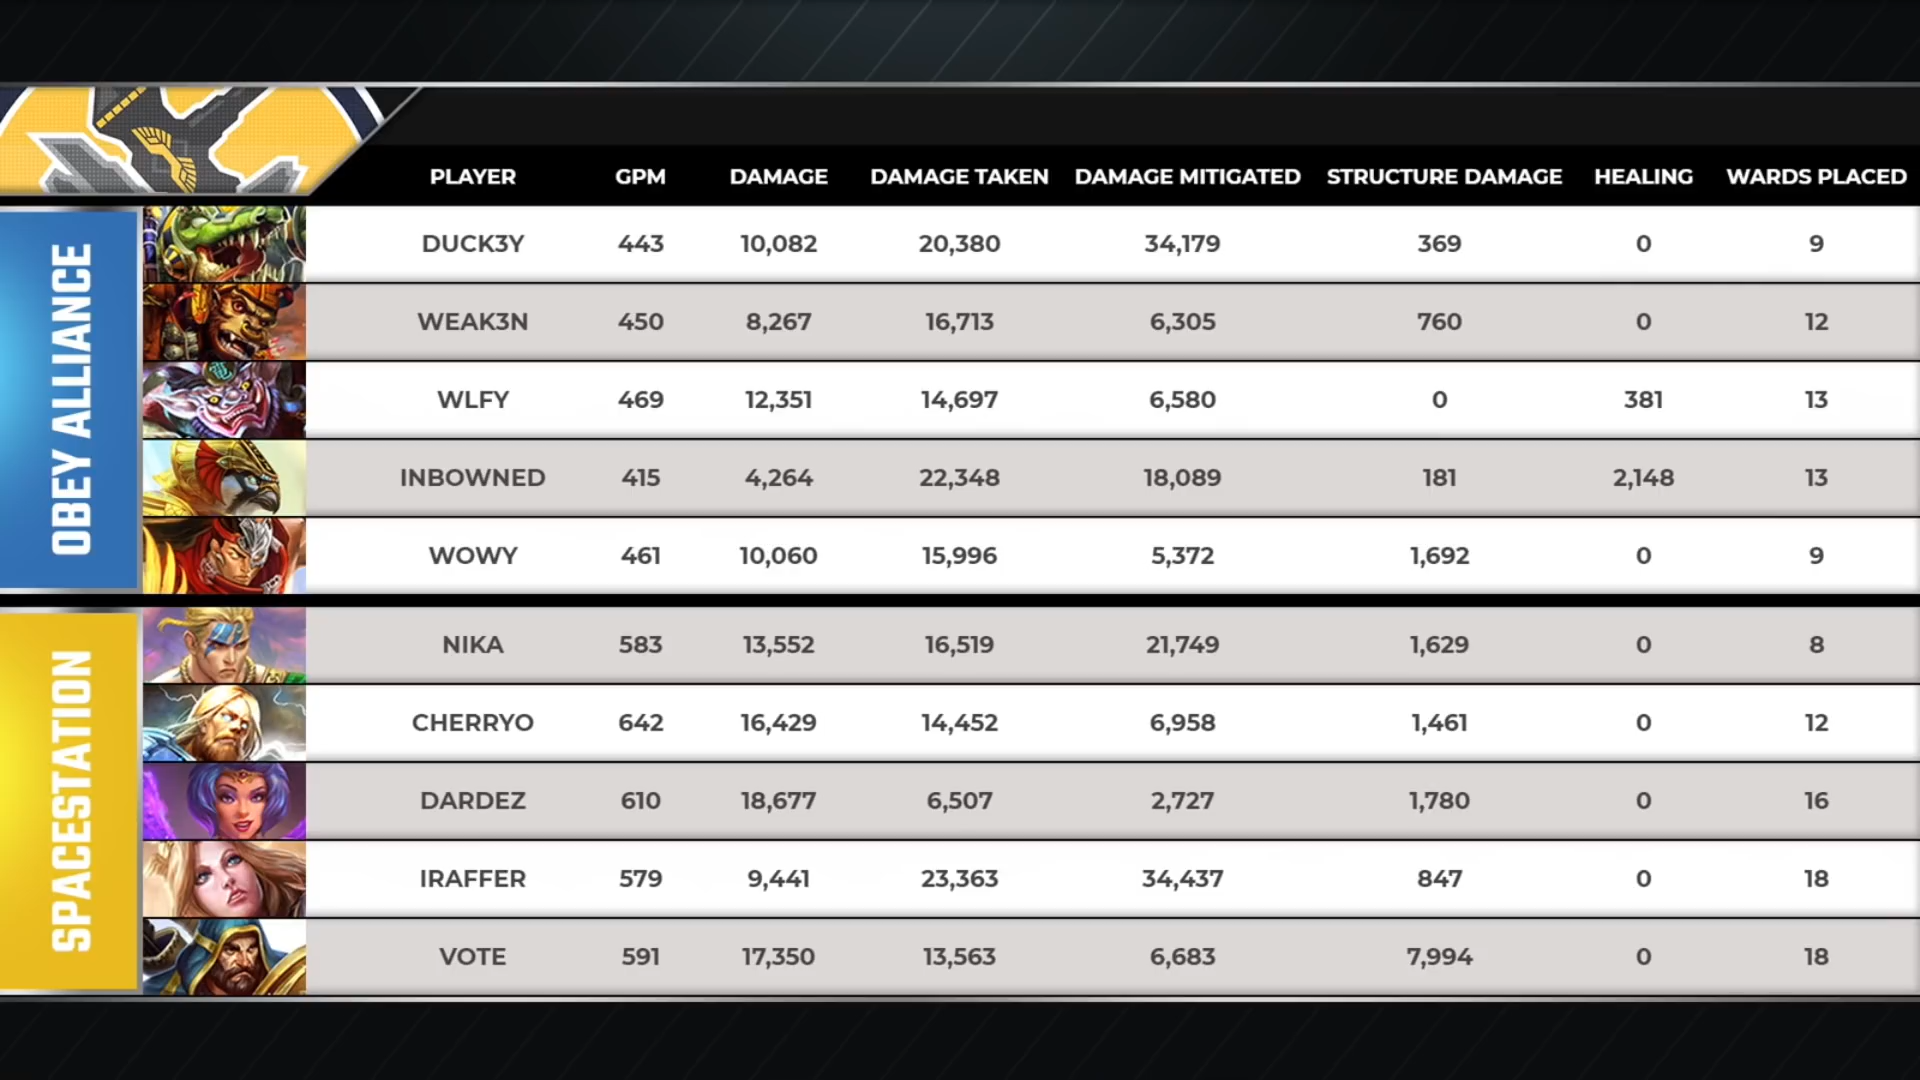 PLAYER GPM DAMAGE DAMAGE TAKEN DAMAGE MITIGATED STRUCTURE DAMAGE HEALING WARDS PLACED
OBEY ALLIANCE
DUCK3Y 443 10,082 20,380 34,179 369 0 9
WEAK3N 450 8,267 16,713 6,305 760 0 12
WLFY 469 12,351 14,697 6,580 0 381 13
INBOWNED 415 4,264 22,348 18,089 181 2,148 13
WOWY 461 10,060 15,996 5,372 1,692 0 9
SPACESTATION
NIKA 583 13,552 16,519 21,749 1,629 0 8
CHERRYO 642 16,429 14,452 6,958 1,461 0 12
DARDEZ 610 18,677 6,507 2,727 1,780 0 16
IRAFFER 579 9,441 23,363 34,437 847 0 18
VOTE 591 17,350 13,563 6,683 7,994 0 18